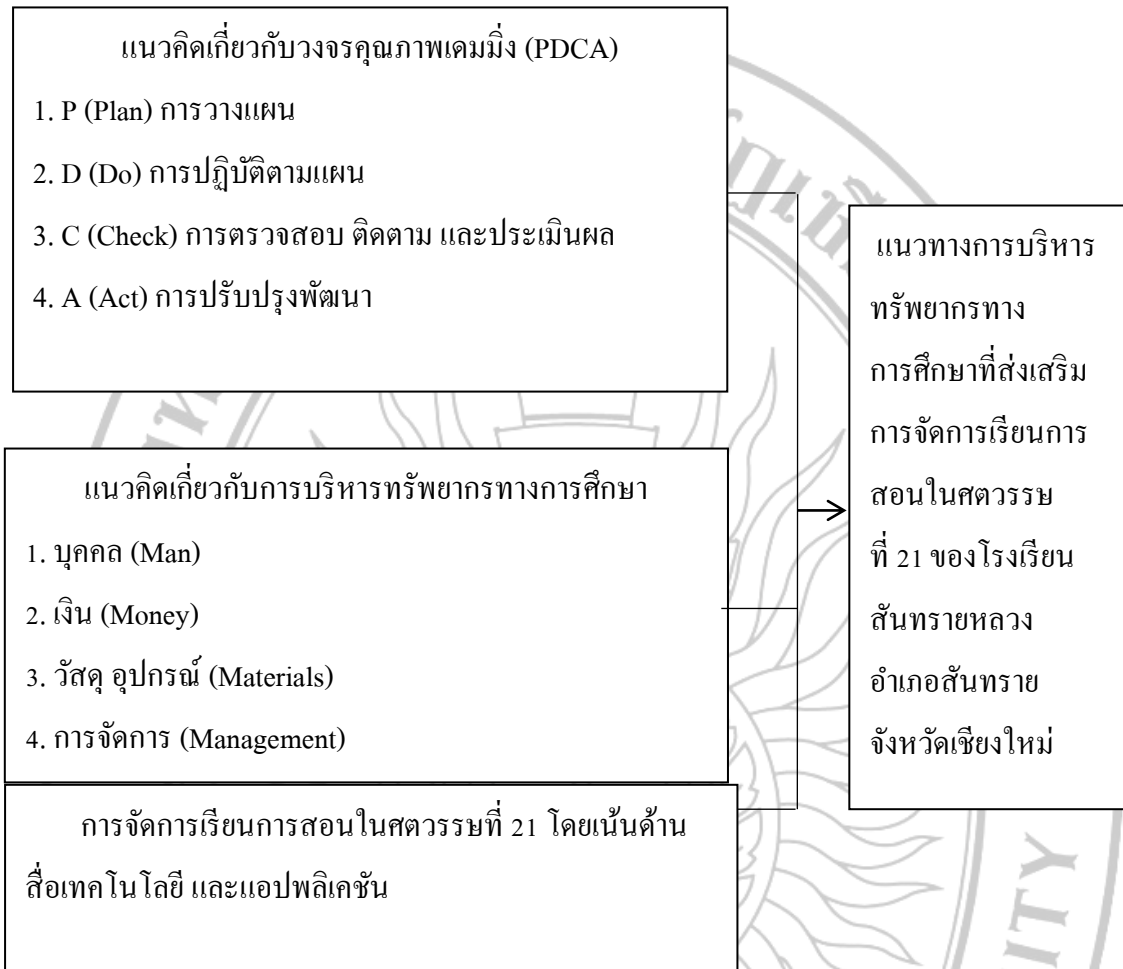 แนวคิดเกี่ยวกับวงจรคุณภาพเดมมิ่ง (PDCA)
1. P (Plan) การวางแผน
2. D (Do) การปฏิบัติตามแผน
3. C (Check) การตรวจสอบ ติดตาม และประเมินผล
4. A (Act) การปรับปรุงพัฒนา
แนวคิดเกี่ยวกับการบริหารทรัพยากรทางการศึกษา
1. บุคคล (Man)
2. เงิน (Money)
3. วัสดุ อุปกรณ์ (Materials)
4. การจัดการ (Management)
การจัดการเรียนการสอนในศตวรรษที่ 21 โดยเน้นด้าน
สื่อเทคโนโลยี และแอปพลิเคชัน
แนวทางการบริหาร
ทรัพยากรทาง
การศึกษาที่ส่งเสริม
การจัดการเรียนการ
สอนในศตวรรษ
ที่ 21 ของโรงเรียน
สันทรายหลวง
อำเภอสันทราย
จังหวัดเชียงใหม่
ITY